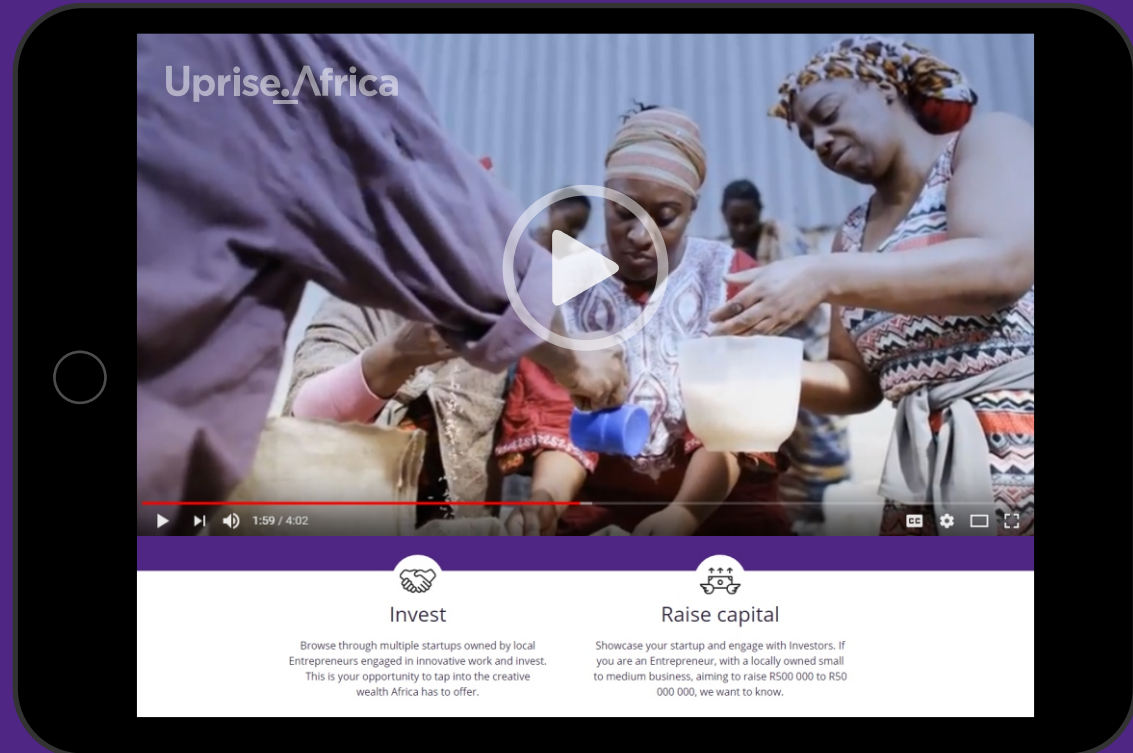 Uprise.Africa
1:59 / 4:02
CC
Invest
Browse through multiple startups owned by local
Entrepreneurs engaged in innovative work and invest.
This is your opportunity to tap into the creative
wealth Africa has to offer.
Raise capital
Showcase your startup and engage with Investors. If
you are an Entrepreneur, with a locally owned small
to medium business, aiming to raise R500 000 to R50
000 000, we want to know.